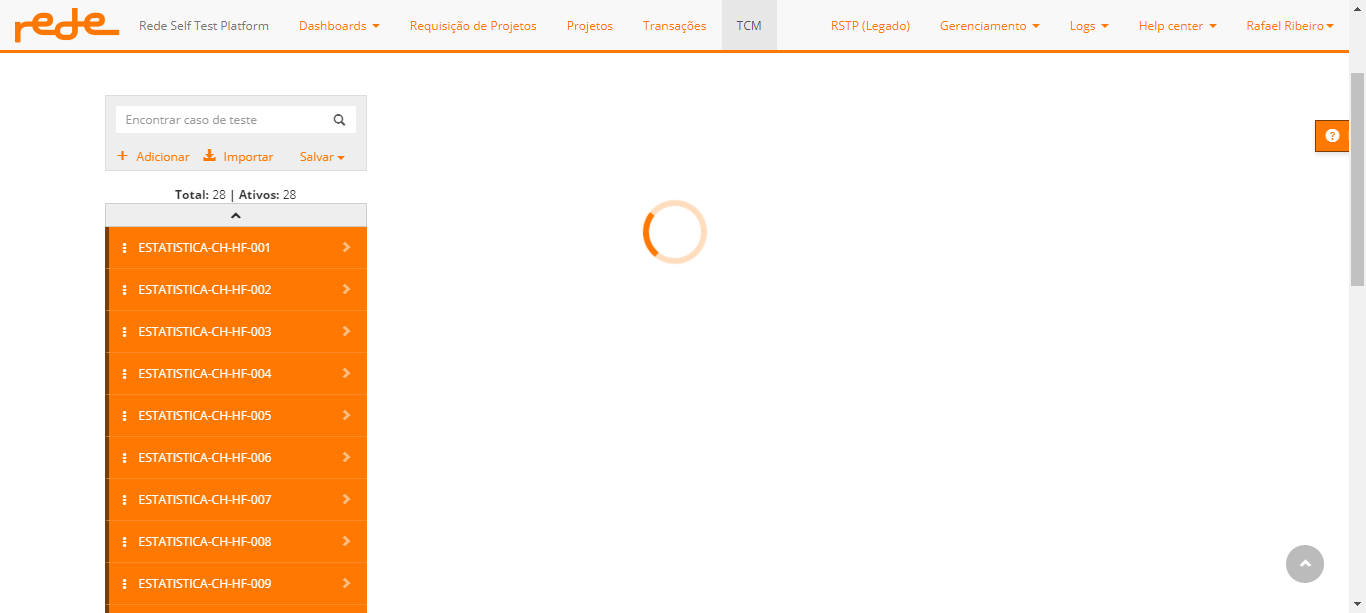 rede Rede Self Test Platform Dashboards Requisição de Projetos Projetos Transações TCM RSTP (Legado) Gerenciamento Logs Help center Rafael Ribeiro
Encontrar caso de teste
+ Adicionar Importar Salvar
Total: 28 | Ativos: 28
ESTATISTICA-CH-HF-001
ESTATISTICA-CH-HF-002
ESTATISTICA-CH-HF-003
ESTATISTICA-CH-HF-004
ESTATISTICA-CH-HF-005
ESTATISTICA-CH-HF-006
ESTATISTICA-CH-HF-007
ESTATISTICA-CH-HF-008
ESTATISTICA-CH-HF-009